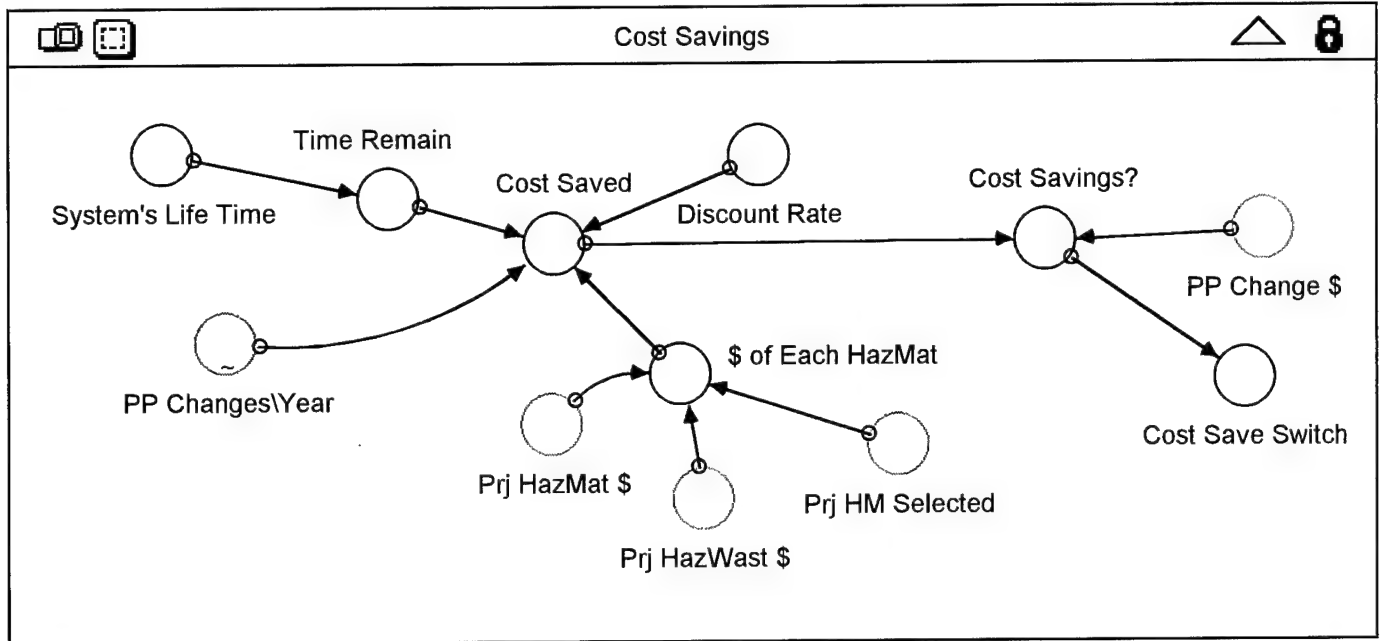 Cost Savings
Time Remain
System's Life Time
Cost Saved
Discount Rate
Cost Savings?
PP Change $
PP Changes\Year
~
$ of Each HazMat
Cost Save Switch
Prj HazMat $
Prj HM Selected
Prj HazWast $